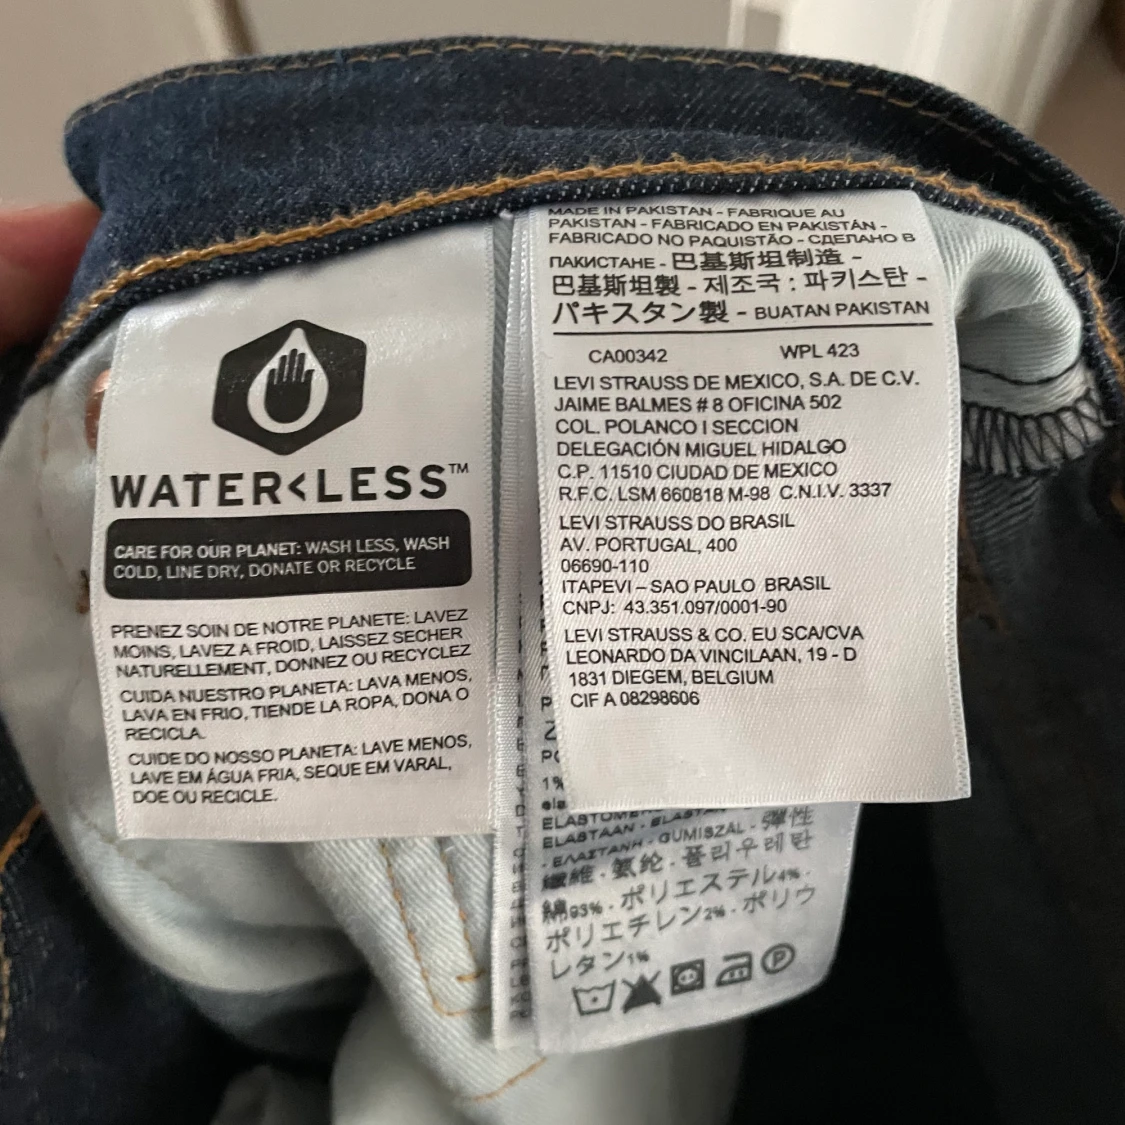 WATER<LESS™
CARE FOR OUR PLANET: WASH LESS, WASH
COLD, LINE DRY, DONATE OR RECYCLE
PRENEZ SOIN DE NOTRE PLANETE: LAVEZ
MOINS, LAVEZ A FROID, LAISSEZ SECHER
NATURELLEMENT, DONNEZ OU RECYCLEZ
CUIDA NUESTRO PLANETA: LAVA MENOS,
LAVA EN FRIO, TIENDE LA ROPA, DONA O
RECICLA.
CUIDE DO NOSSO PLANETA: LAVE MENOS,
LAVE EM ÁGUA FRIA, SEQUE EM VARAL,
DOE OU RECICLE.
MADE IN PAKISTAN - FABRIQUE AU
PAKISTAN - FABRICADO EN PAKISTÁN -
FABRICADO NO PAQUISTÃO - СДЕЛАНО В
ПАКИСТАНЕ - 巴基斯坦制造 -
巴基斯坦製 - 제조국 : 파키스탄 -
パキスタン製 - BUATAN PAKISTAN
CA00342 WPL 423
LEVI STRAUSS DE MEXICO, S.A. DE C.V.
JAIME BALMES # 8 OFICINA 502
COL. POLANCO I SECCION
DELEGACIÓN MIGUEL HIDALGO
C.P. 11510 CIUDAD DE MEXICO
R.F.C. LSM 660818 M-98 C.N.I.V. 3337
LEVI STRAUSS DO BRASIL
AV. PORTUGAL, 400
06690-110
ITAPEVI – SAO PAULO BRASIL
CNPJ: 43.351.097/0001-90
LEVI STRAUSS & CO. EU SCA/CVA
LEONARDO DA VINCILAAN, 19 - D
1831 DIEGEM, BELGIUM
CIF A 08298606
1%
ELASTAAN
- ΕΛΑΣΤΑΝΗ - GUMISZÁL - 彈性
纖維 · 氨纶 · 폴리우레탄
綿93% · ポリエステル4% ·
ポリエチレン2% · ポリウ
レタン1%
P